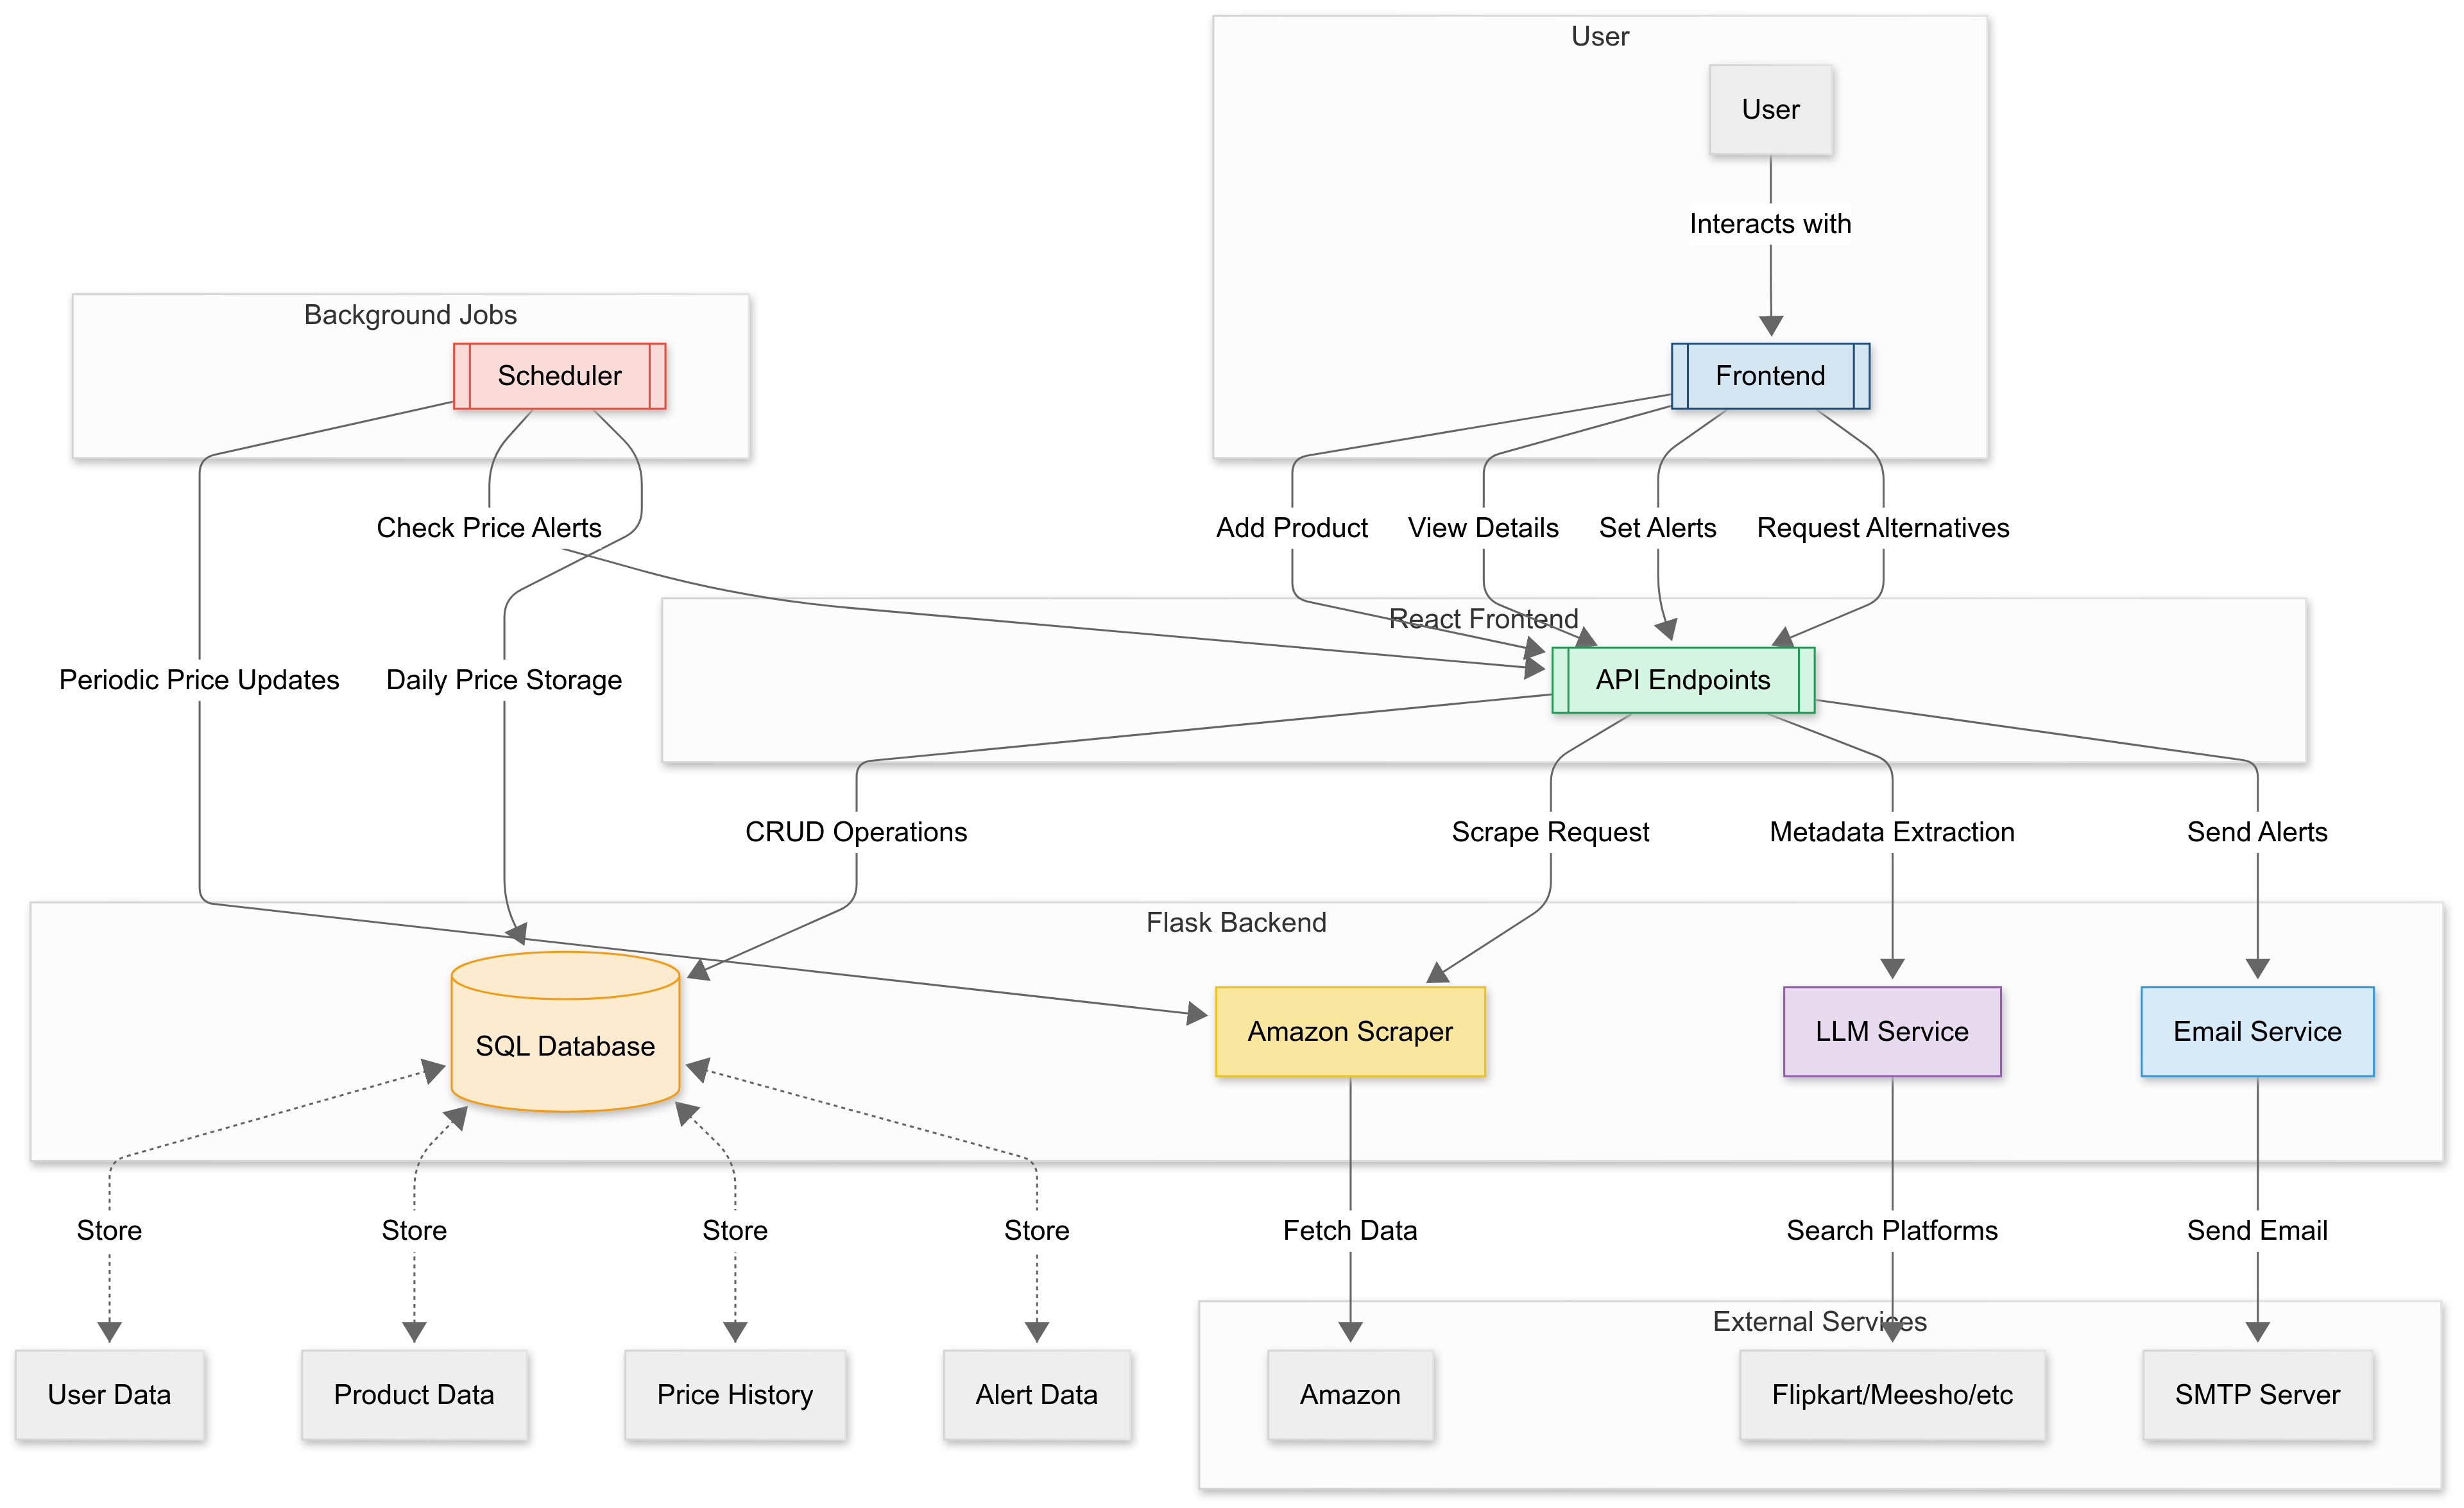 User
User
Interacts with
Background Jobs
Scheduler
Frontend
Check Price Alerts
Add Product
View Details
Set Alerts
Request Alternatives
React Frontend
Periodic Price Updates
Daily Price Storage
API Endpoints
CRUD Operations
Scrape Request
Metadata Extraction
Send Alerts
Flask Backend
SQL Database
Amazon Scraper
LLM Service
Email Service
Store
Store
Store
Store
Fetch Data
Search Platforms
Send Email
External Services
User Data
Product Data
Price History
Alert Data
Amazon
Flipkart/Meesho/etc
SMTP Server